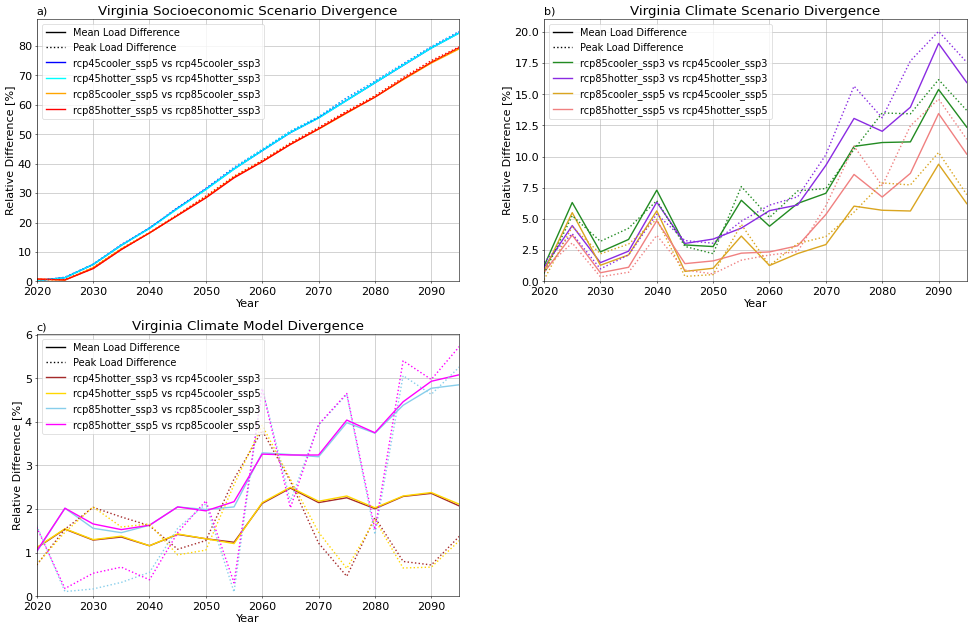 a)
Virginia Socioeconomic Scenario Divergence
Mean Load Difference
Peak Load Difference
rcp45cooler_ssp5 vs rcp45cooler_ssp3
rcp45hotter_ssp5 vs rcp45hotter_ssp3
rcp85cooler_ssp5 vs rcp85cooler_ssp3
rcp85hotter_ssp5 vs rcp85hotter_ssp3
Relative Difference [%]
80
70
60
50
40
30
20
10
0
2020 2030 2040 2050 2060 2070 2080 2090
Year
b)
Virginia Climate Scenario Divergence
Mean Load Difference
Peak Load Difference
rcp85cooler_ssp3 vs rcp45cooler_ssp3
rcp85hotter_ssp3 vs rcp45hotter_ssp3
rcp85cooler_ssp5 vs rcp45cooler_ssp5
rcp85hotter_ssp5 vs rcp45hotter_ssp5
Relative Difference [%]
20.0
17.5
15.0
12.5
10.0
7.5
5.0
2.5
0.0
2020 2030 2040 2050 2060 2070 2080 2090
Year
c)
Virginia Climate Model Divergence
Mean Load Difference
Peak Load Difference
rcp45hotter_ssp3 vs rcp45cooler_ssp3
rcp45hotter_ssp5 vs rcp45cooler_ssp5
rcp85hotter_ssp3 vs rcp85cooler_ssp3
rcp85hotter_ssp5 vs rcp85cooler_ssp5
Relative Difference [%]
6
5
4
3
2
1
0
2020 2030 2040 2050 2060 2070 2080 2090
Year